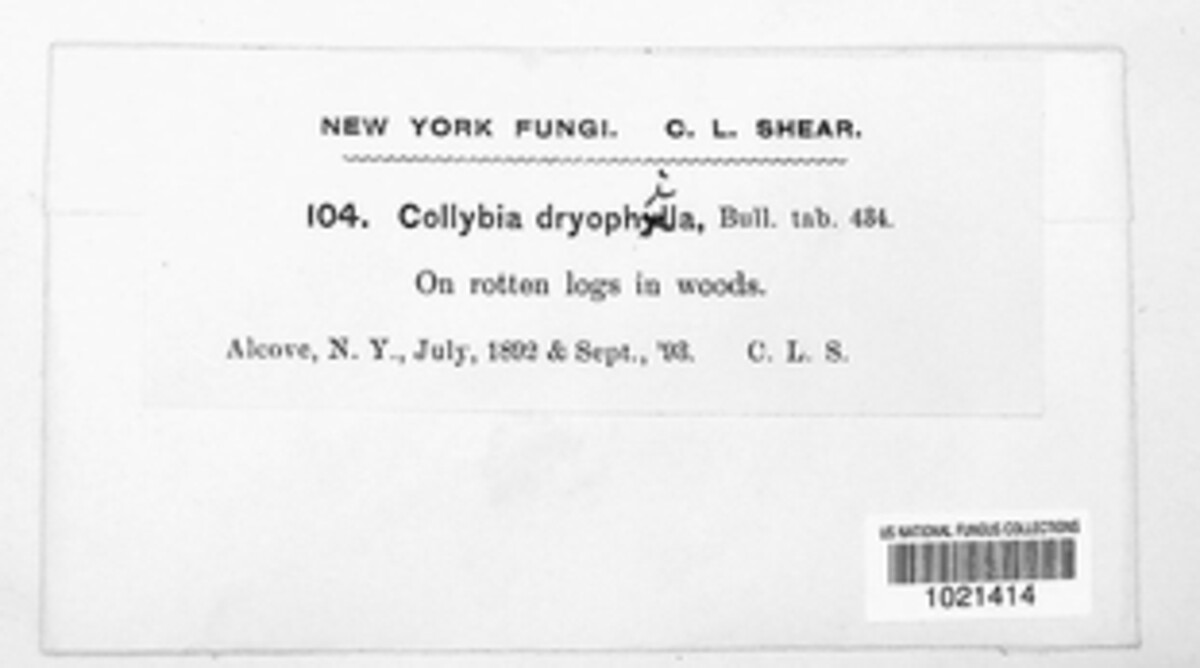 NEW YORK FUNGI. C. L. SHEAR.
104. Collybia dryophila, Bull. tab. 434.
On rotten logs in woods.
Alcove, N. Y., July, 1892 & Sept., '93. C. L. S.
US NATIONAL FUNGUS COLLECTIONS
1021414